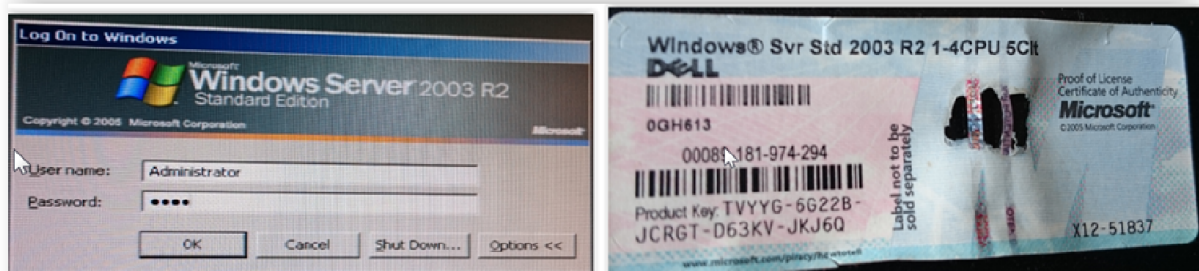 Log On to Windows
Microsoft
Windows Server 2003 R2
Standard Edition
Copyright © 2005 Microsoft Corporation
Microsoft
User name: Administrator
Password: ••••
OK Cancel Shut Down... Options <<
Windows® Svr Std 2003 R2 1-4CPU 5Clt
DELL
0GH613
181-974-294
Product Key: TVYYG-6G22B-
JCRGT-D63KV-JKJ6Q
Label not to be
sold separately
Proof of License
Certificate of Authenticity
Microsoft
©2005 Microsoft Corporation
X12-51837